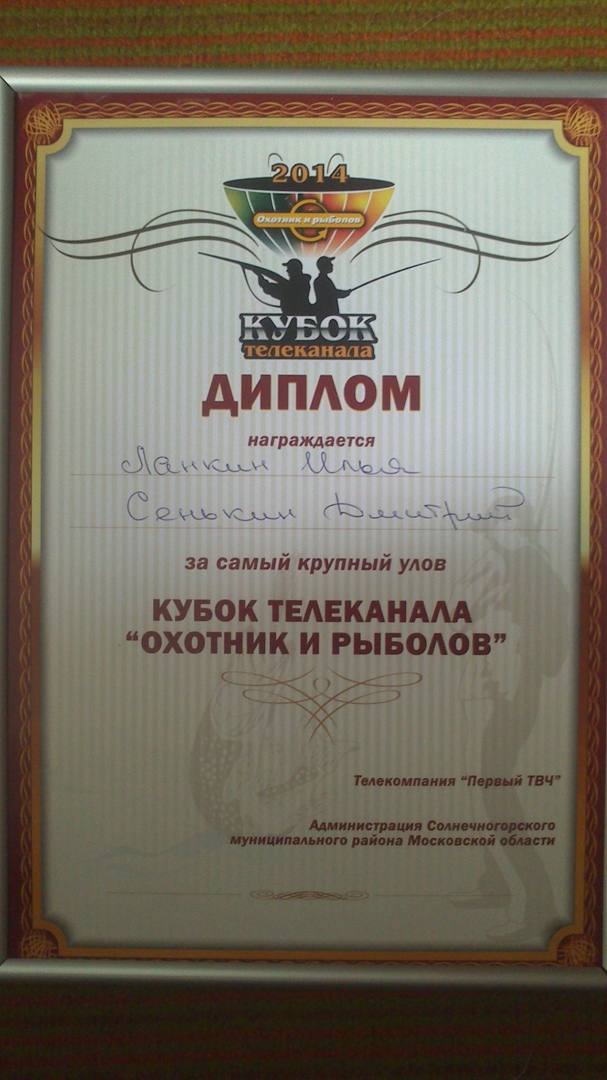 2014
Охотник и рыболов
КУБОК
телеканала
ДИПЛОМ
награждается
Ланкин Илья
Сенькин Дмитрий
за самый крупный улов
КУБОК ТЕЛЕКАНАЛА
“ОХОТНИК И РЫБОЛОВ”
Телекомпания “Первый ТВЧ”
Администрация Солнечногорского
муниципального района Московской области